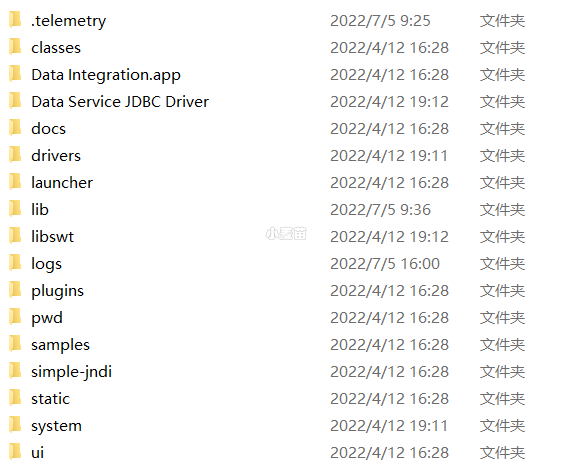 .telemetry 2022/7/5 9:25 文件夹
classes 2022/4/12 16:28 文件夹
Data Integration.app 2022/4/12 16:28 文件夹
Data Service JDBC Driver 2022/4/12 19:12 文件夹
docs 2022/4/12 16:28 文件夹
drivers 2022/4/12 19:11 文件夹
launcher 2022/4/12 16:28 文件夹
lib 2022/7/5 9:36 文件夹
libswt 2022/4/12 19:12 文件夹
logs 2022/7/5 16:00 文件夹
plugins 2022/4/12 16:28 文件夹
pwd 2022/4/12 16:28 文件夹
samples 2022/4/12 16:28 文件夹
simple-jndi 2022/4/12 16:28 文件夹
static 2022/4/12 16:28 文件夹
system 2022/4/12 19:11 文件夹
ui 2022/4/12 16:28 文件夹